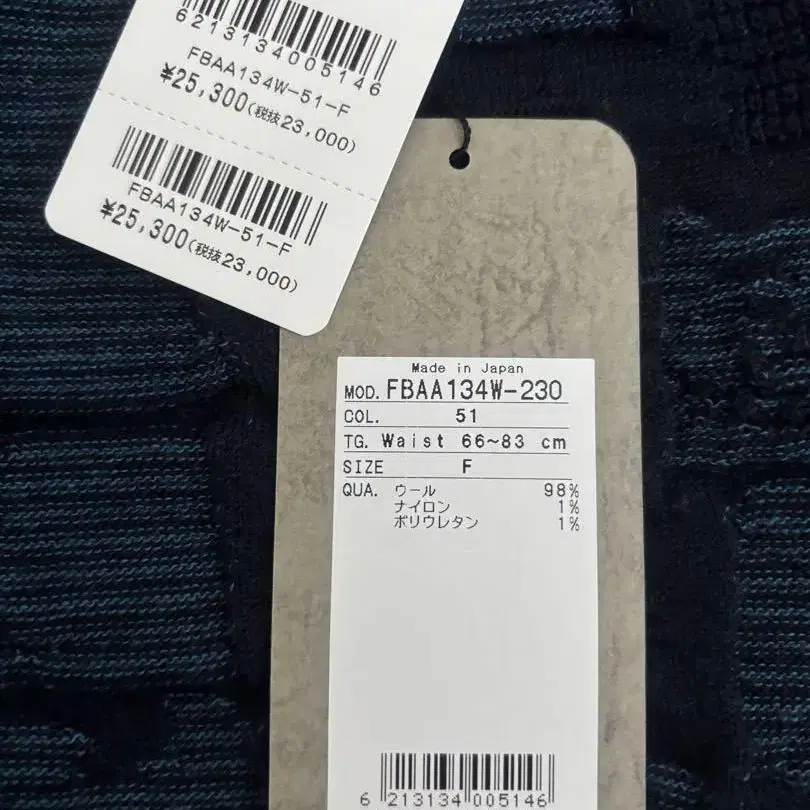 6213134005146
FBAA134W-51-F
¥25,300(税抜23,000)
FBAA134W-51-F
¥25,300(税抜23,000)
Made in Japan
MOD. FBAA134W-230
COL. 51
TG. Waist 66~83 cm
SIZE F
QUA. ウール 98%
ナイロン 1%
ポリウレタン 1%
6 213134 005146